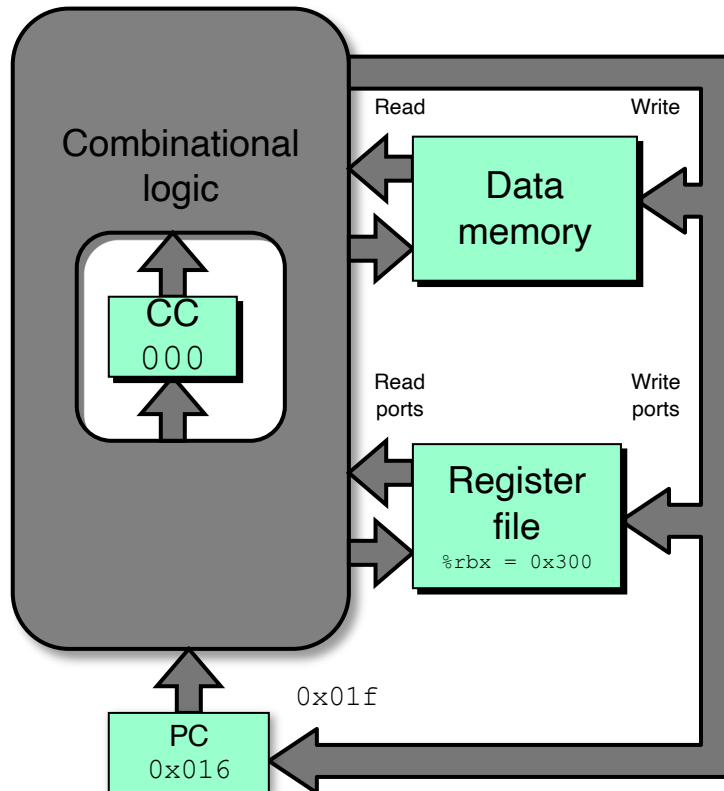 Read
Write
Combinational
logic
Data
memory
CC
000
Read
ports
Write
ports
Register
file
%rbx = 0x300
0x01f
PC
0x016